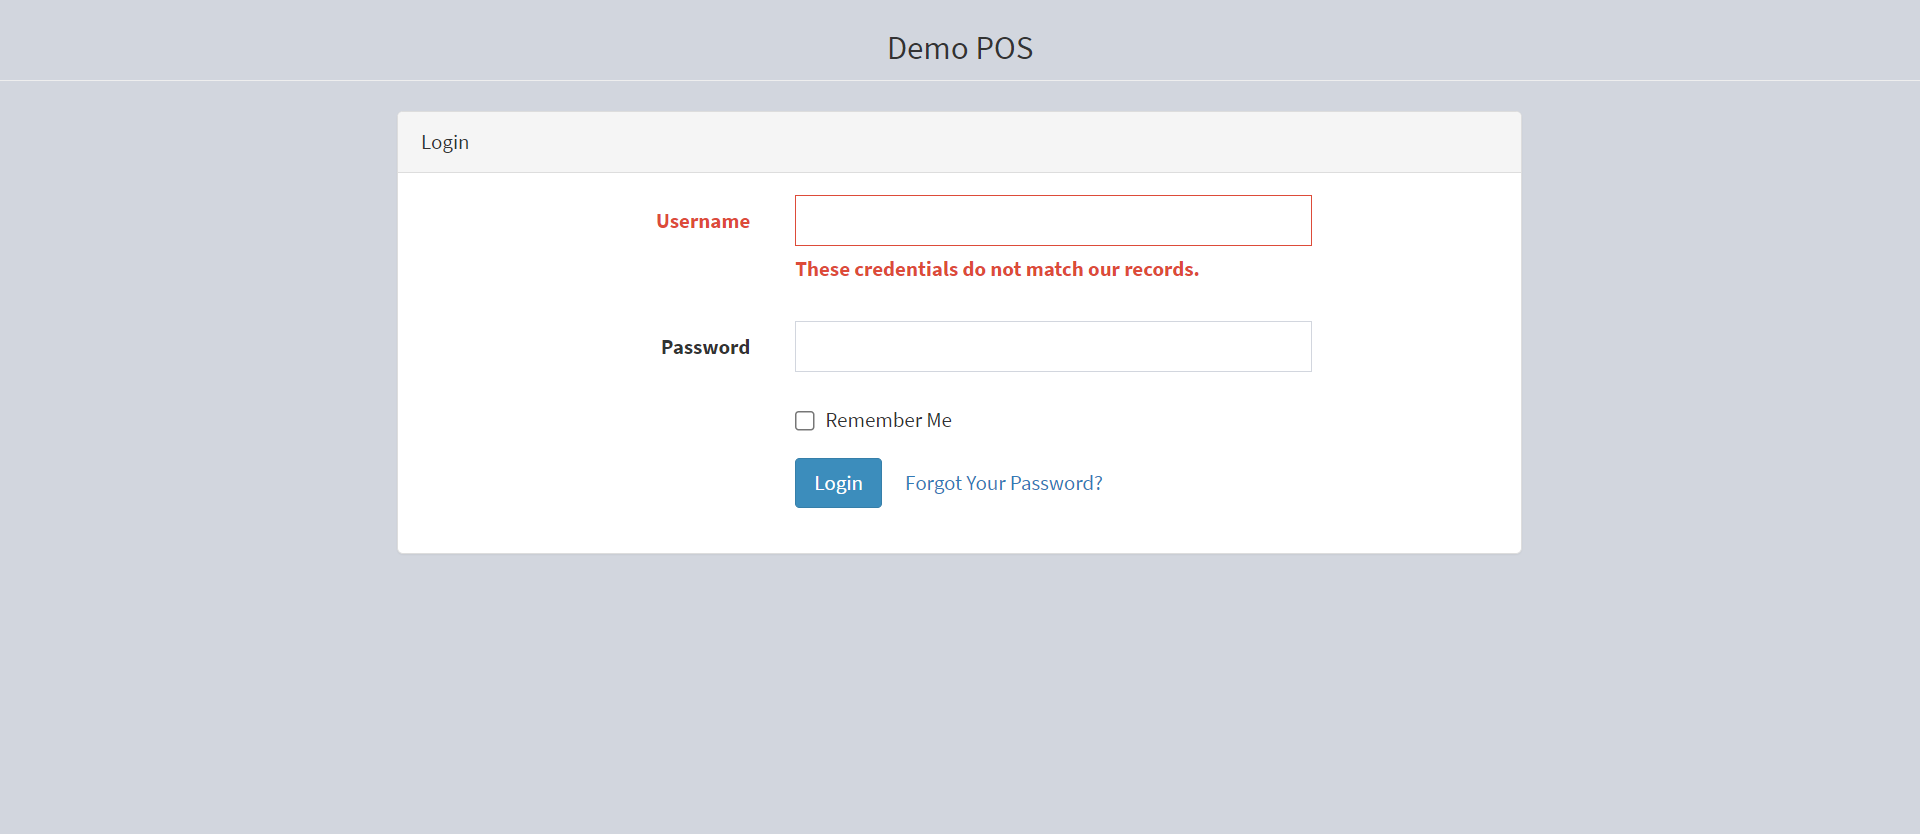 Demo POS
Login
Username
These credentials do not match our records.
Password
Remember Me
Login Forgot Your Password?